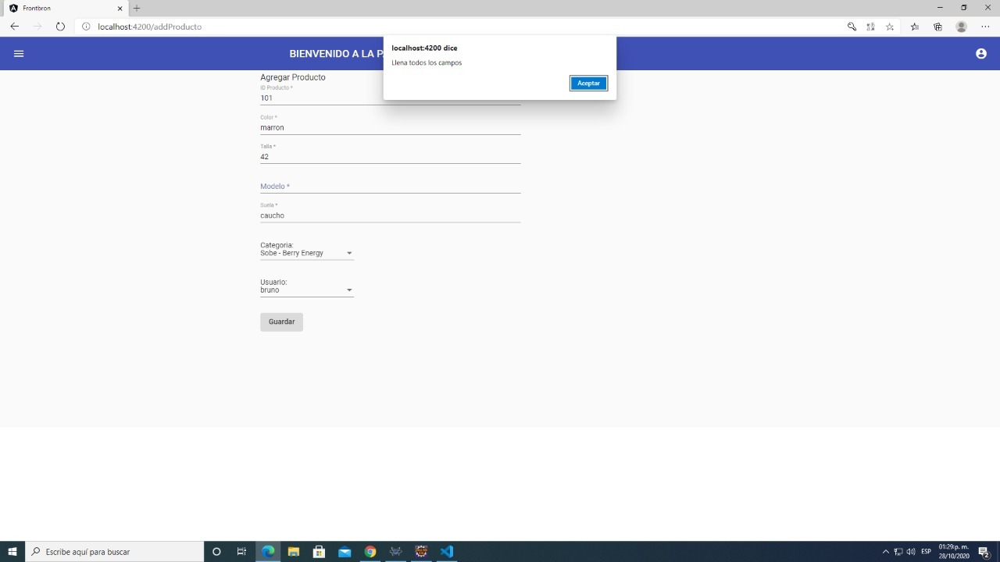 Frontbron
localhost:4200/addProducto
BIENVENIDO A LA P
localhost:4200 dice
Llena todos los campos
Aceptar
Agregar Producto
ID Producto *
101
Color *
marron
Talla *
42
Modelo *
Suela *
caucho
Categoria:
Sobe - Berry Energy
Usuario:
bruno
Guardar
Escribe aquí para buscar
ESP
01:29p. m.
28/10/2020
2